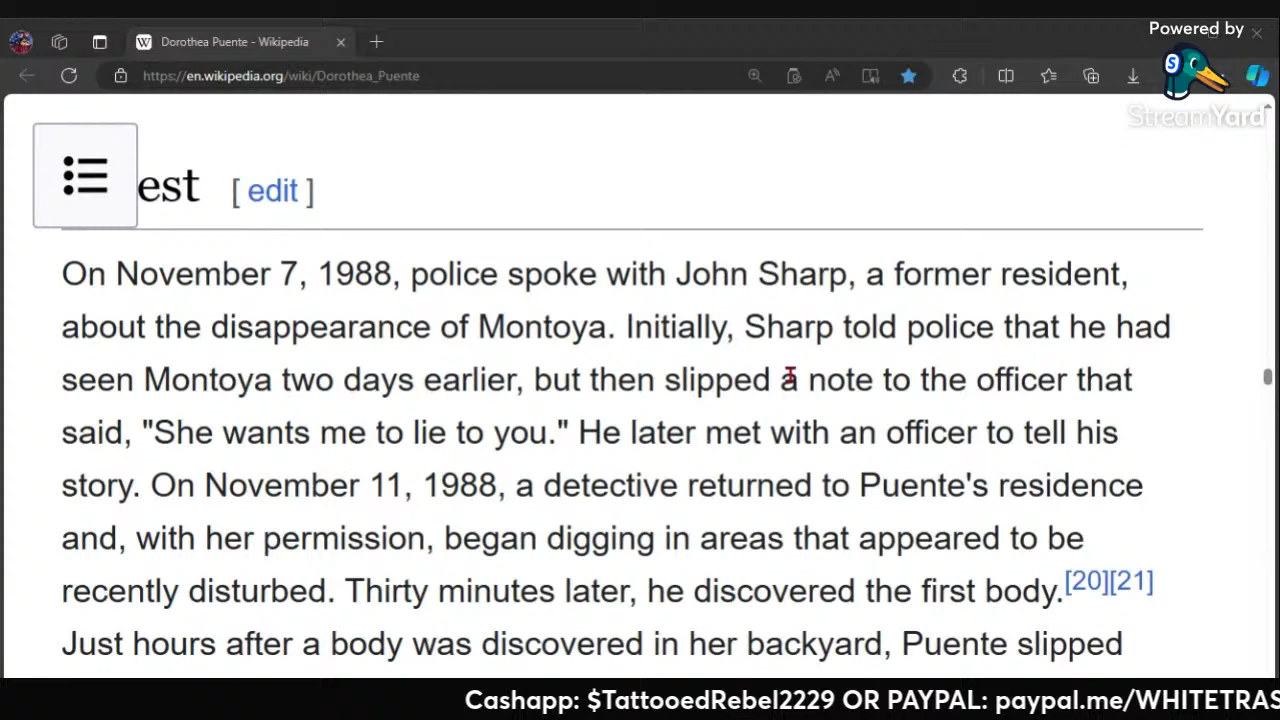 Powered by
Dorothea Puente - Wikipedia
https://en.wikipedia.org/wiki/Dorothea_Puente
StreamYard
est [ edit ]
On November 7, 1988, police spoke with John Sharp, a former resident,
about the disappearance of Montoya. Initially, Sharp told police that he had
seen Montoya two days earlier, but then slipped a note to the officer that
said, "She wants me to lie to you." He later met with an officer to tell his
story. On November 11, 1988, a detective returned to Puente's residence
and, with her permission, began digging in areas that appeared to be
recently disturbed. Thirty minutes later, he discovered the first body.[20][21]
Just hours after a body was discovered in her backyard, Puente slipped
Cashapp: $TattooedRebel2229 OR PAYPAL: paypal.me/WHITETRAS